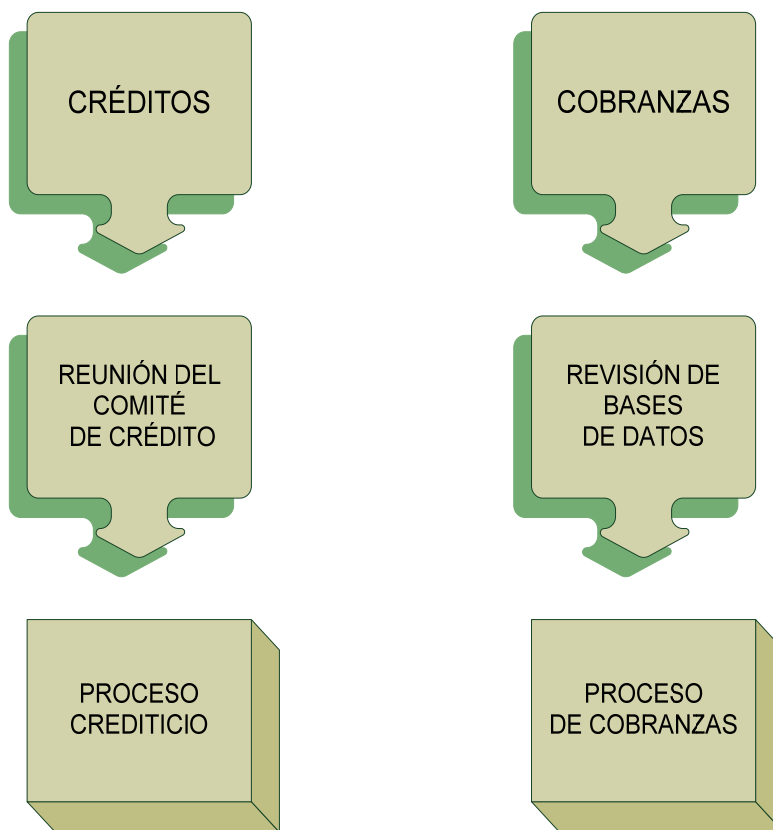 CRÉDITOS
COBRANZAS
REUNIÓN DEL
COMITÉ
DE CRÉDITO
REVISIÓN DE
BASES
DE DATOS
PROCESO
CREDITICIO
PROCESO
DE COBRANZAS